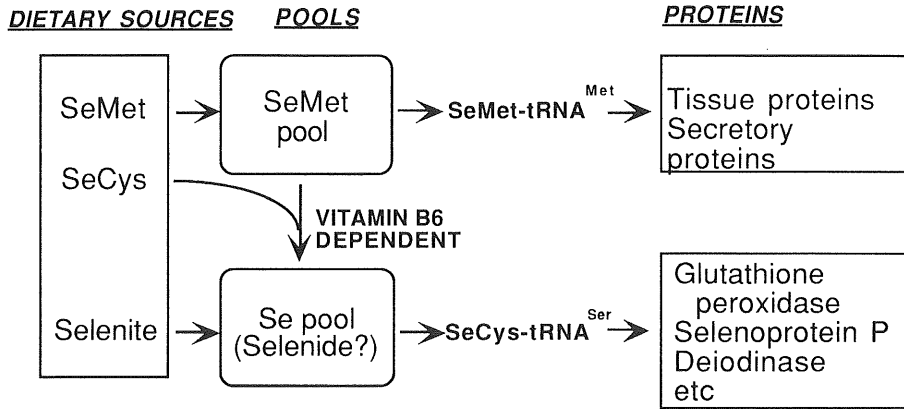 DIETARY SOURCES
POOLS
PROTEINS
SeMet
SeCys
Selenite
SeMet
pool
VITAMIN B6
DEPENDENT
Se pool
(Selenide?)
SeMet-tRNA^Met
SeCys-tRNA^Ser
Tissue proteins
Secretory
proteins
Glutathione
peroxidase
Selenoprotein P
Deiodinase
etc